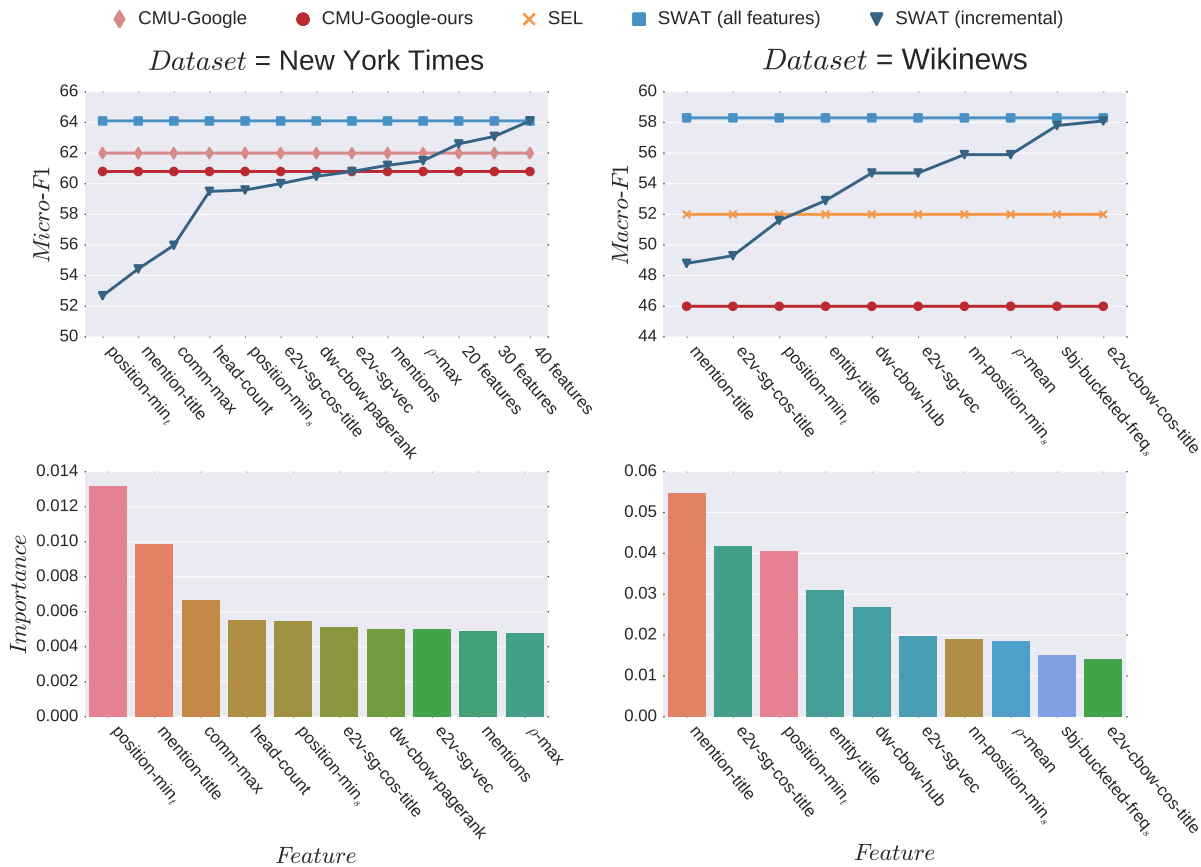 CMU-Google CMU-Google-ours SEL SWAT (all features) SWAT (incremental)
Dataset = New York Times
Micro-F1
66
64
62
60
58
56
54
52
50
position-min_t
mention-title
comm-max
head-count
position-min_s
e2v-sg-cos-title
dw-cbow-pagerank
e2v-sg-vec
mentions
ρ-max
20 features
30 features
40 features
Dataset = Wikinews
Macro-F1
60
58
56
54
52
50
48
46
44
mention-title
e2v-sg-cos-title
position-min_t
entity-title
dw-cbow-hub
e2v-sg-vec
nn-position-min_s
ρ-mean
sbj-bucketed-freq_s
e2v-cbow-cos-title
Importance
0.014
0.012
0.010
0.008
0.006
0.004
0.002
0.000
position-min_t
mention-title
comm-max
head-count
position-min_s
e2v-sg-cos-title
dw-cbow-pagerank
e2v-sg-vec
mentions
ρ-max
Feature
0.06
0.05
0.04
0.03
0.02
0.01
0.00
mention-title
e2v-sg-cos-title
position-min_t
entity-title
dw-cbow-hub
e2v-sg-vec
nn-position-min_s
ρ-mean
sbj-bucketed-freq_s
e2v-cbow-cos-title
Feature